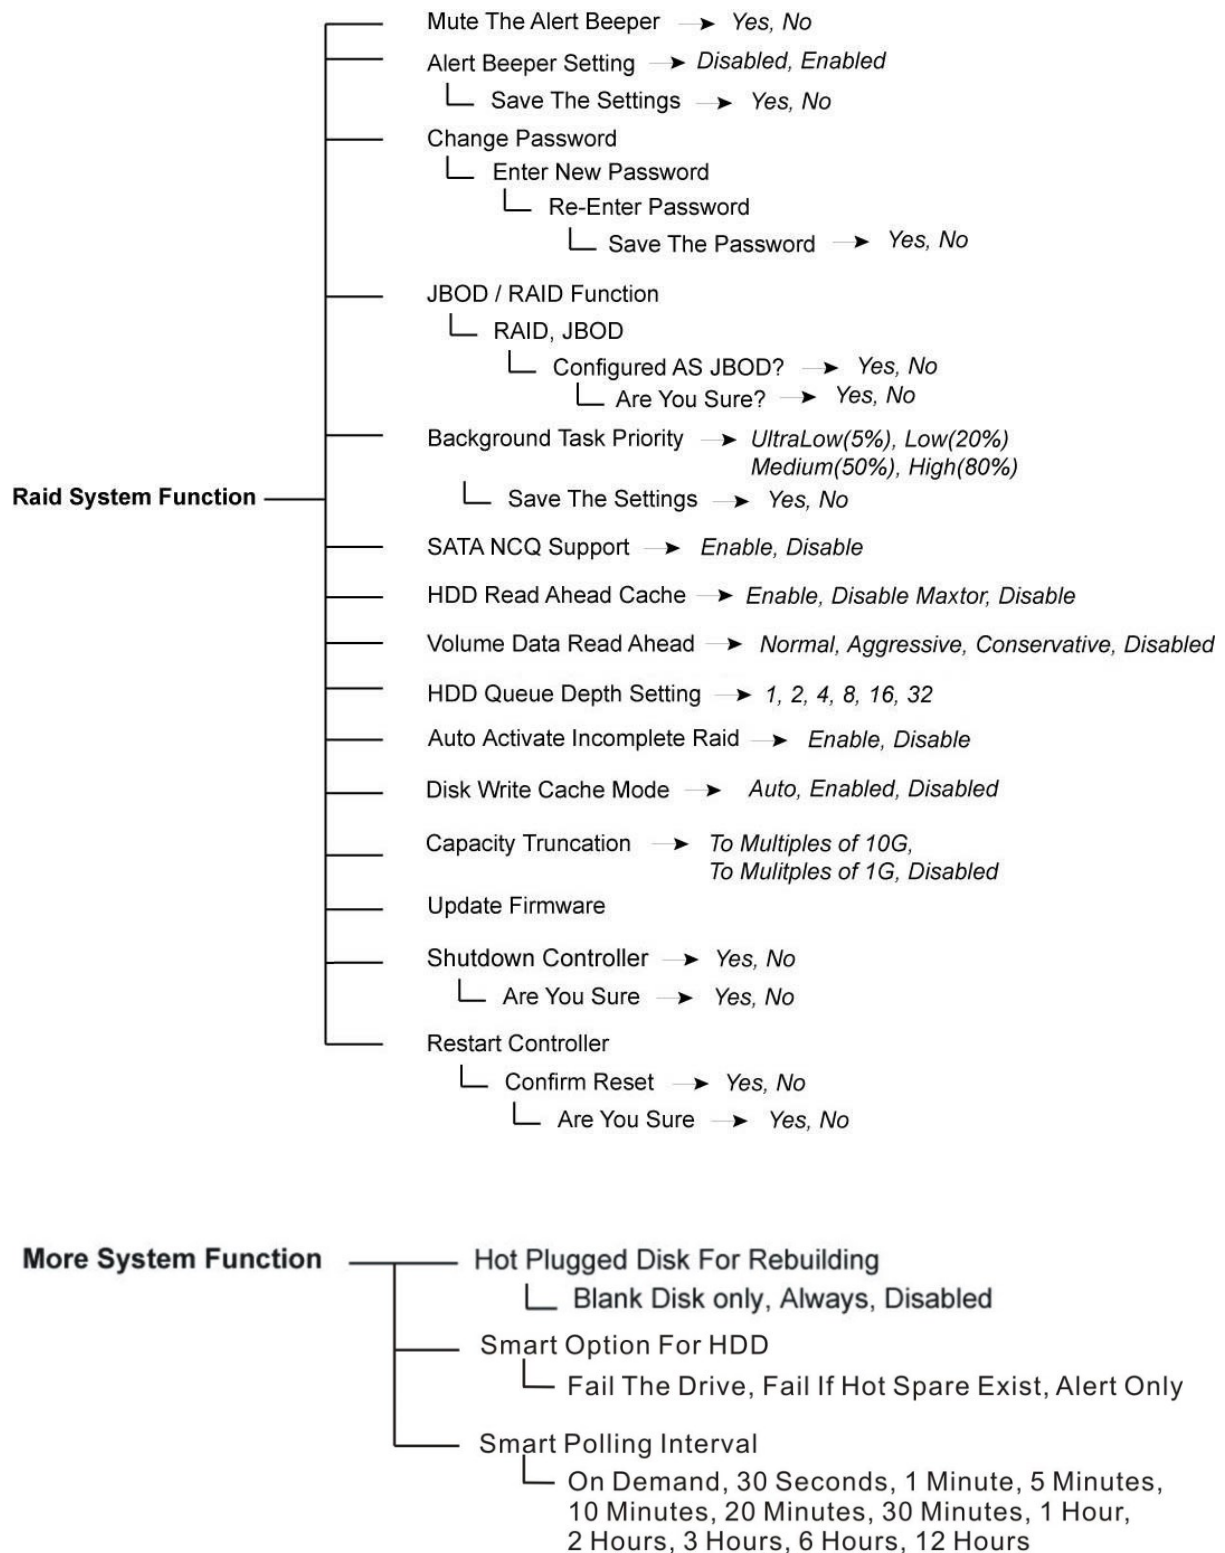 Mute The Alert Beeper Yes, No
Alert Beeper Setting Disabled, Enabled
Save The Settings Yes, No
Change Password
Enter New Password
Re-Enter Password
Save The Password Yes, No
JBOD / RAID Function
RAID, JBOD
Configured AS JBOD? Yes, No
Are You Sure? Yes, No
Background Task Priority UltraLow(5%), Low(20%)
Medium(50%), High(80%)
Raid System Function
Save The Settings Yes, No
SATA NCQ Support Enable, Disable
HDD Read Ahead Cache Enable, Disable Maxtor, Disable
Volume Data Read Ahead Normal, Aggressive, Conservative, Disabled
HDD Queue Depth Setting 1, 2, 4, 8, 16, 32
Auto Activate Incomplete Raid Enable, Disable
Disk Write Cache Mode Auto, Enabled, Disabled
Capacity Truncation To Multiples of 10G,
To Mulitples of 1G, Disabled
Update Firmware
Shutdown Controller Yes, No
Are You Sure Yes, No
Restart Controller
Confirm Reset Yes, No
Are You Sure Yes, No
More System Function Hot Plugged Disk For Rebuilding
Blank Disk only, Always, Disabled
Smart Option For HDD
Fail The Drive, Fail If Hot Spare Exist, Alert Only
Smart Polling Interval
On Demand, 30 Seconds, 1 Minute, 5 Minutes,
10 Minutes, 20 Minutes, 30 Minutes, 1 Hour,
2 Hours, 3 Hours, 6 Hours, 12 Hours